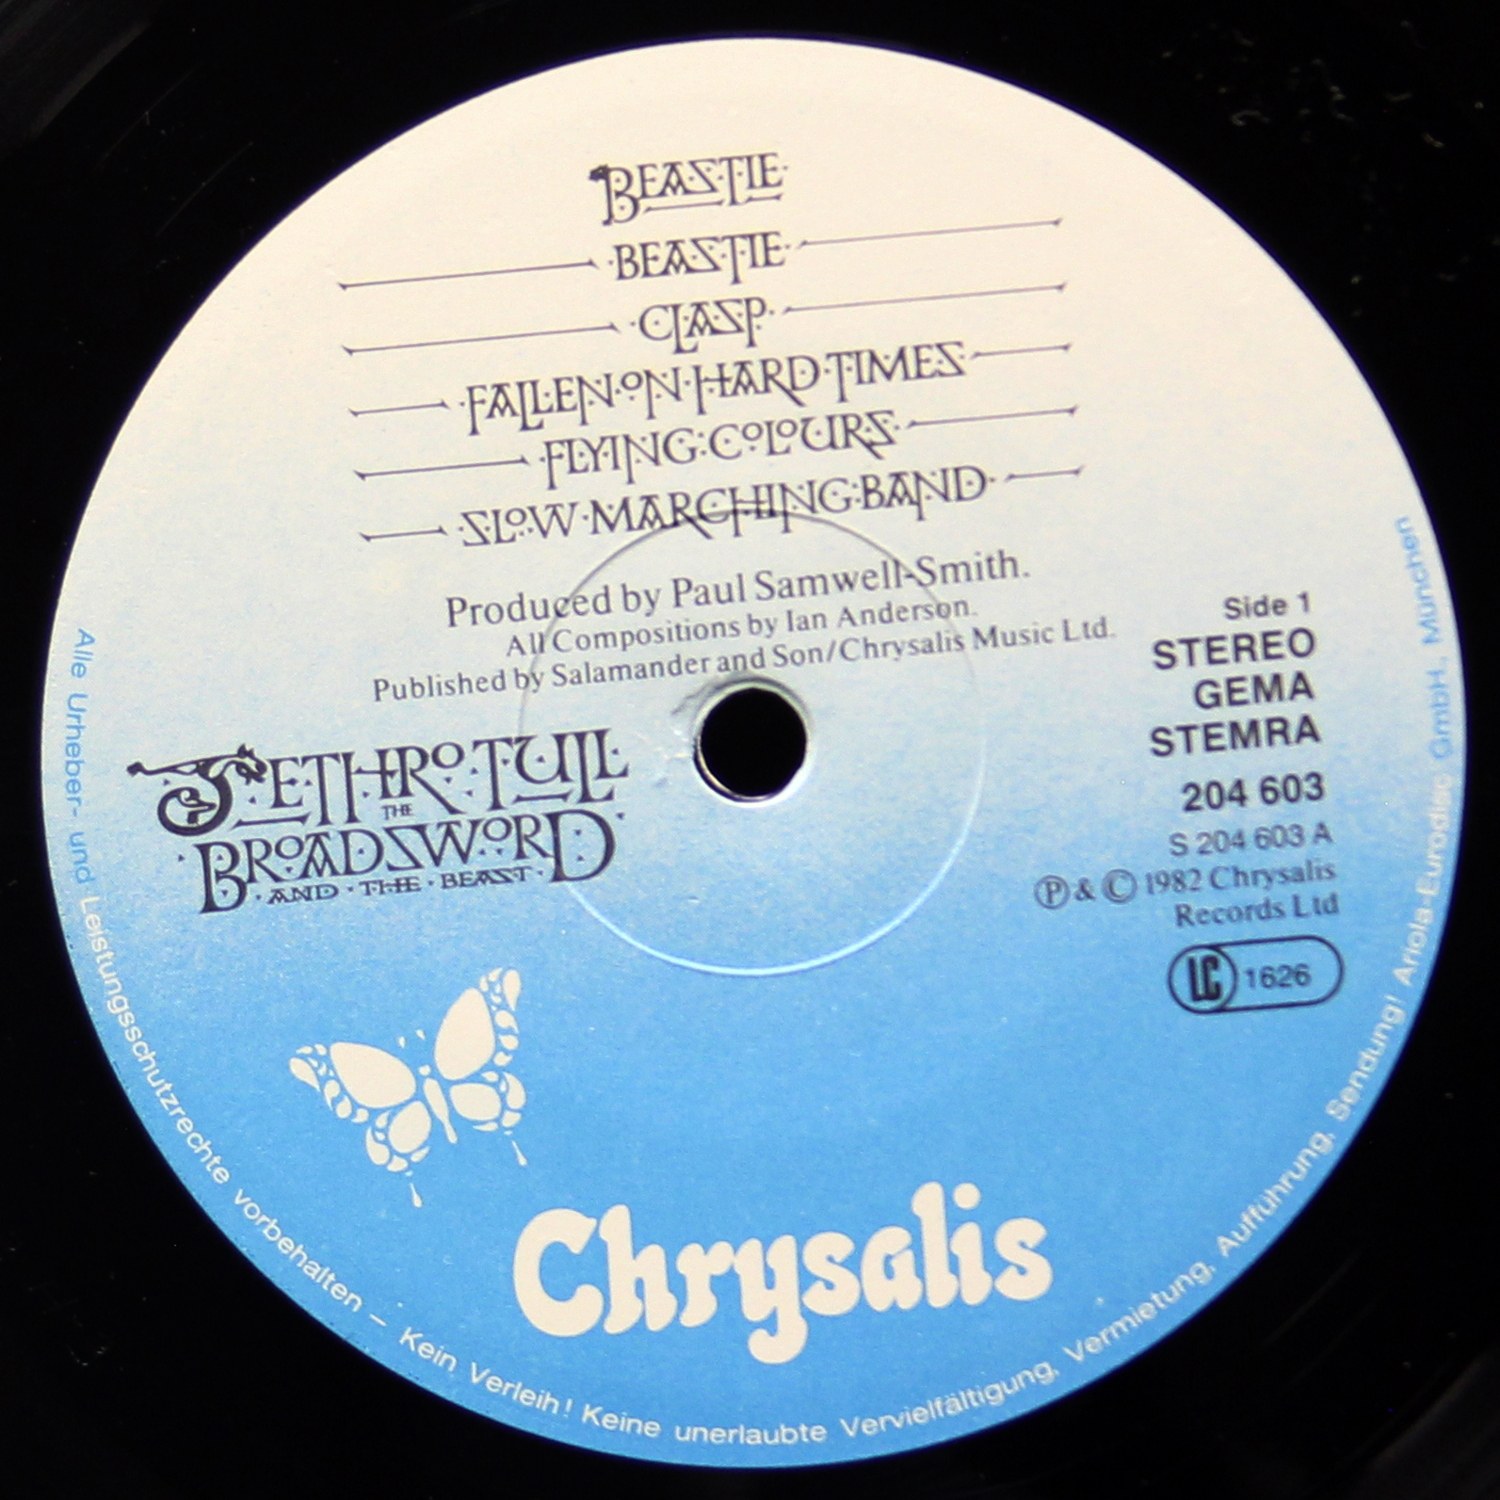 BEASTIE
BEASTIE
CLASP
FALLEN ON HARD TIMES
FLYING COLOURS
SLOW MARCHING BAND
Produced by Paul Samwell-Smith.
All Compositions by Ian Anderson.
Published by Salamander and Son/Chrysalis Music Ltd.
Side 1
STEREO
GEMA
STEMRA
204 603
S 204 603 A
Ⓟ & © 1982 Chrysalis
Records Ltd
LC 1626
JETHRO TULL
THE
BROADSWORD
AND · THE · BEAST
Chrysalis
Alle Urheber- und Leistungsschutzrechte vorbehalten – Kein Verleih! Keine unerlaubte Vervielfältigung, Vermietung, Aufführung, Sendung! Ariola-Eurodisc GmbH, München